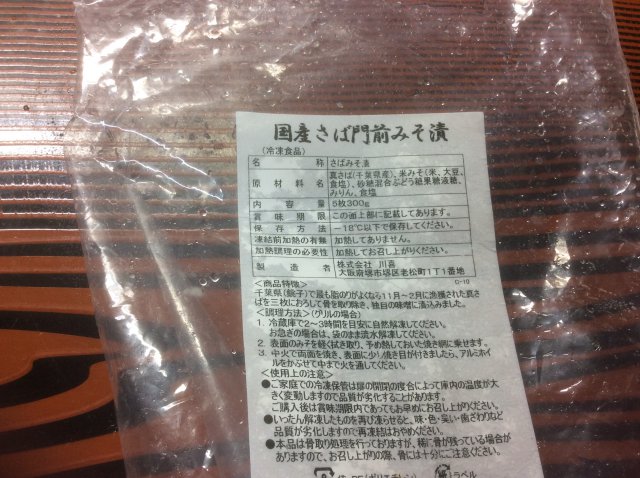 国産さば門前みそ漬
(冷凍食品)
名称 さばみそ漬
原材料名 真さば(千葉県産)、米みそ(米、大豆、
食塩)、砂糖混合ぶどう糖果糖液糖、
みりん、食塩
内容量 5枚300g
賞味期限 この面上部に記載してあります。
保存方法 -18℃以下で保存してください。
凍結前加熱の有無 加熱してありません。
加熱調理の必要性 加熱してお召し上がりください。
製造者 株式会社 川喜
大阪府堺市堺区老松町1丁1番地
D-10
<商品特徴>
千葉県(銚子)で最も脂のりがよくなる11月~2月に漁獲された真さ
ばを三枚におろして骨を取除き、独自の味噌に漬込みました。
<調理方法>(グリルの場合)
1. 冷蔵庫で2~3時間を目安に自然解凍してください。
お急ぎの場合は、袋のまま流水解凍してください。
2. 表面のみそを軽く拭き取り、予め熱しておいた焼き網に乗せます。
3. 中火で両面を焼き、表面に少し焼き目が付きましたら、アルミホイ
ルをかぶせて中まで火を通してください。
<使用上の注意>
●ご家庭での冷凍保管は扉の開閉の度合によって庫内の温度が大
きく変動しますので品質が劣化することがあります。
ご購入後は賞味期限内であってもお早めにお召し上がりください。
●いったん解凍したものを再び凍らせると、味・色・臭い・歯ざわりなど
品質が劣化しますので再凍結はおやめください。
●本品は骨取り処理を行っておりますが、稀に骨が残っている場合が
ありますので、お召し上がりの際、骨には十分にご注意ください。
ラベル